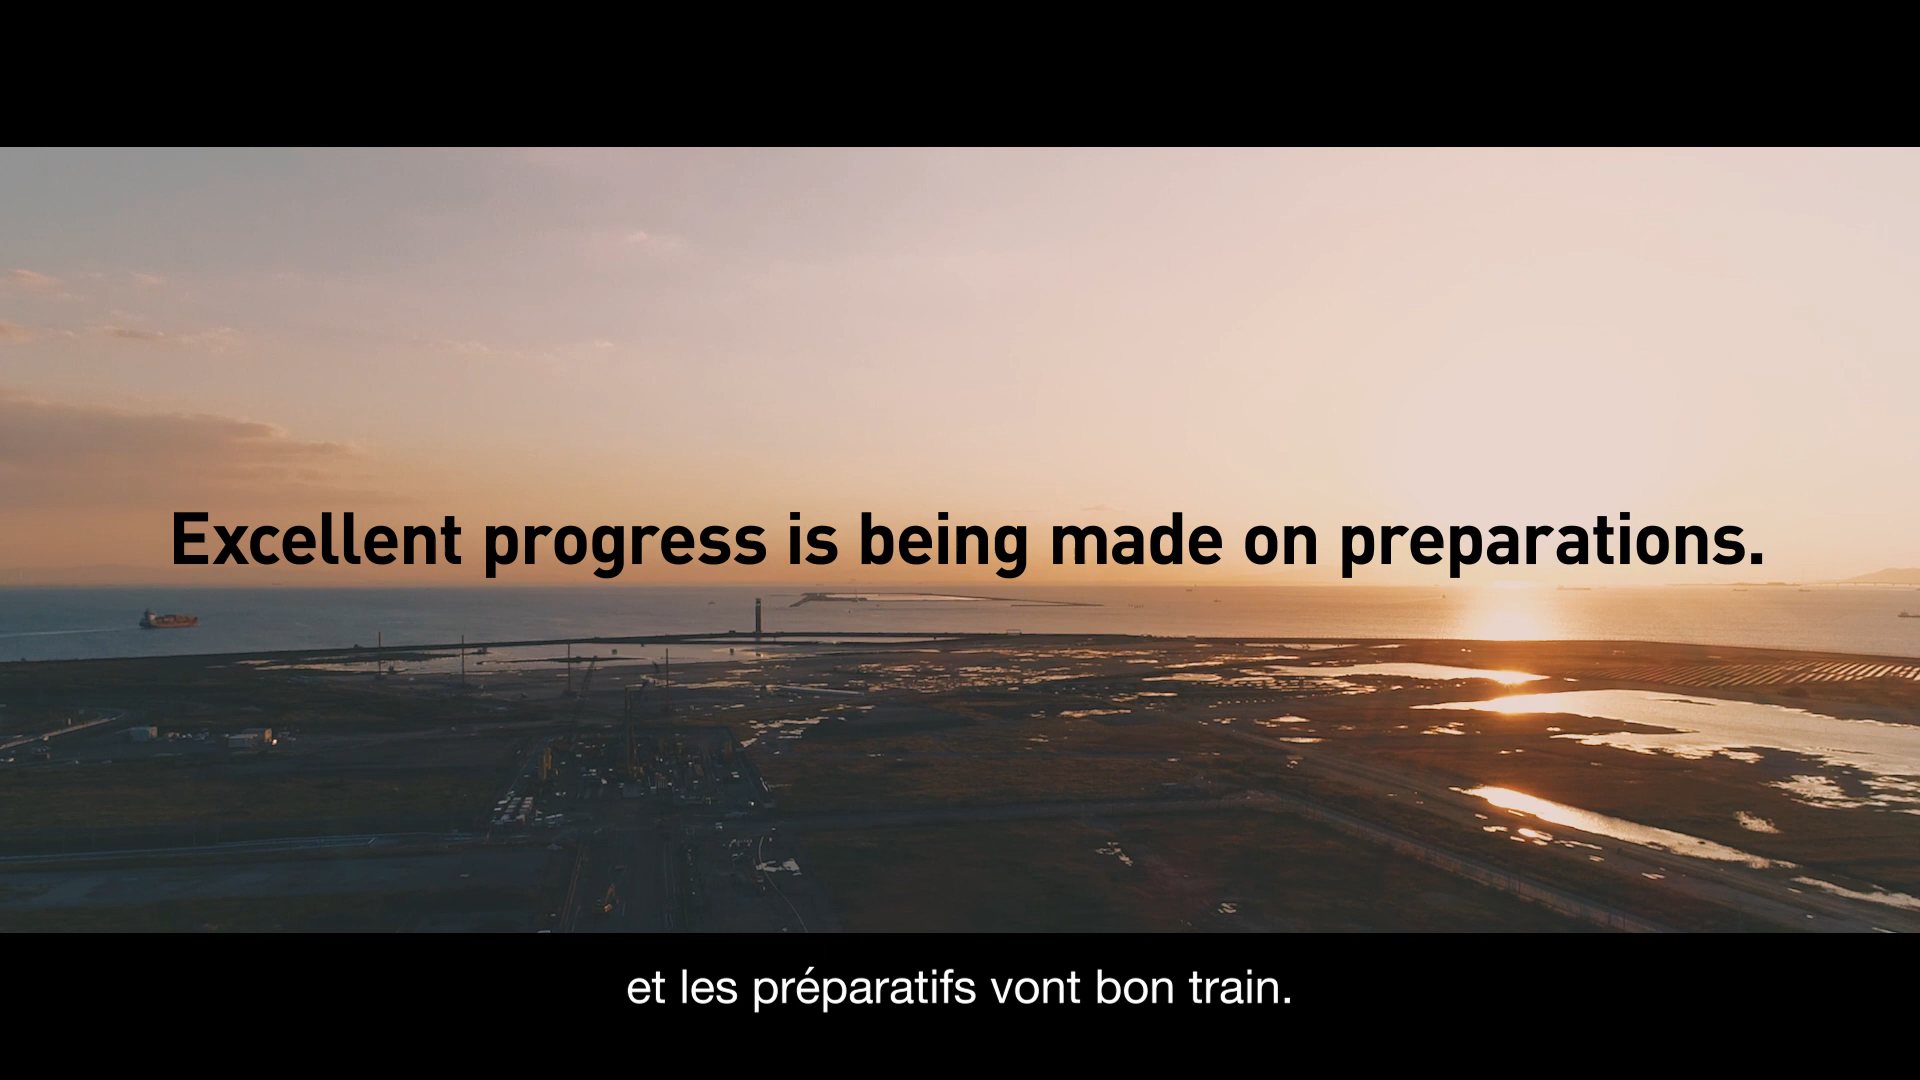 Excellent progress is being made on preparations.
et les préparatifs vont bon train.